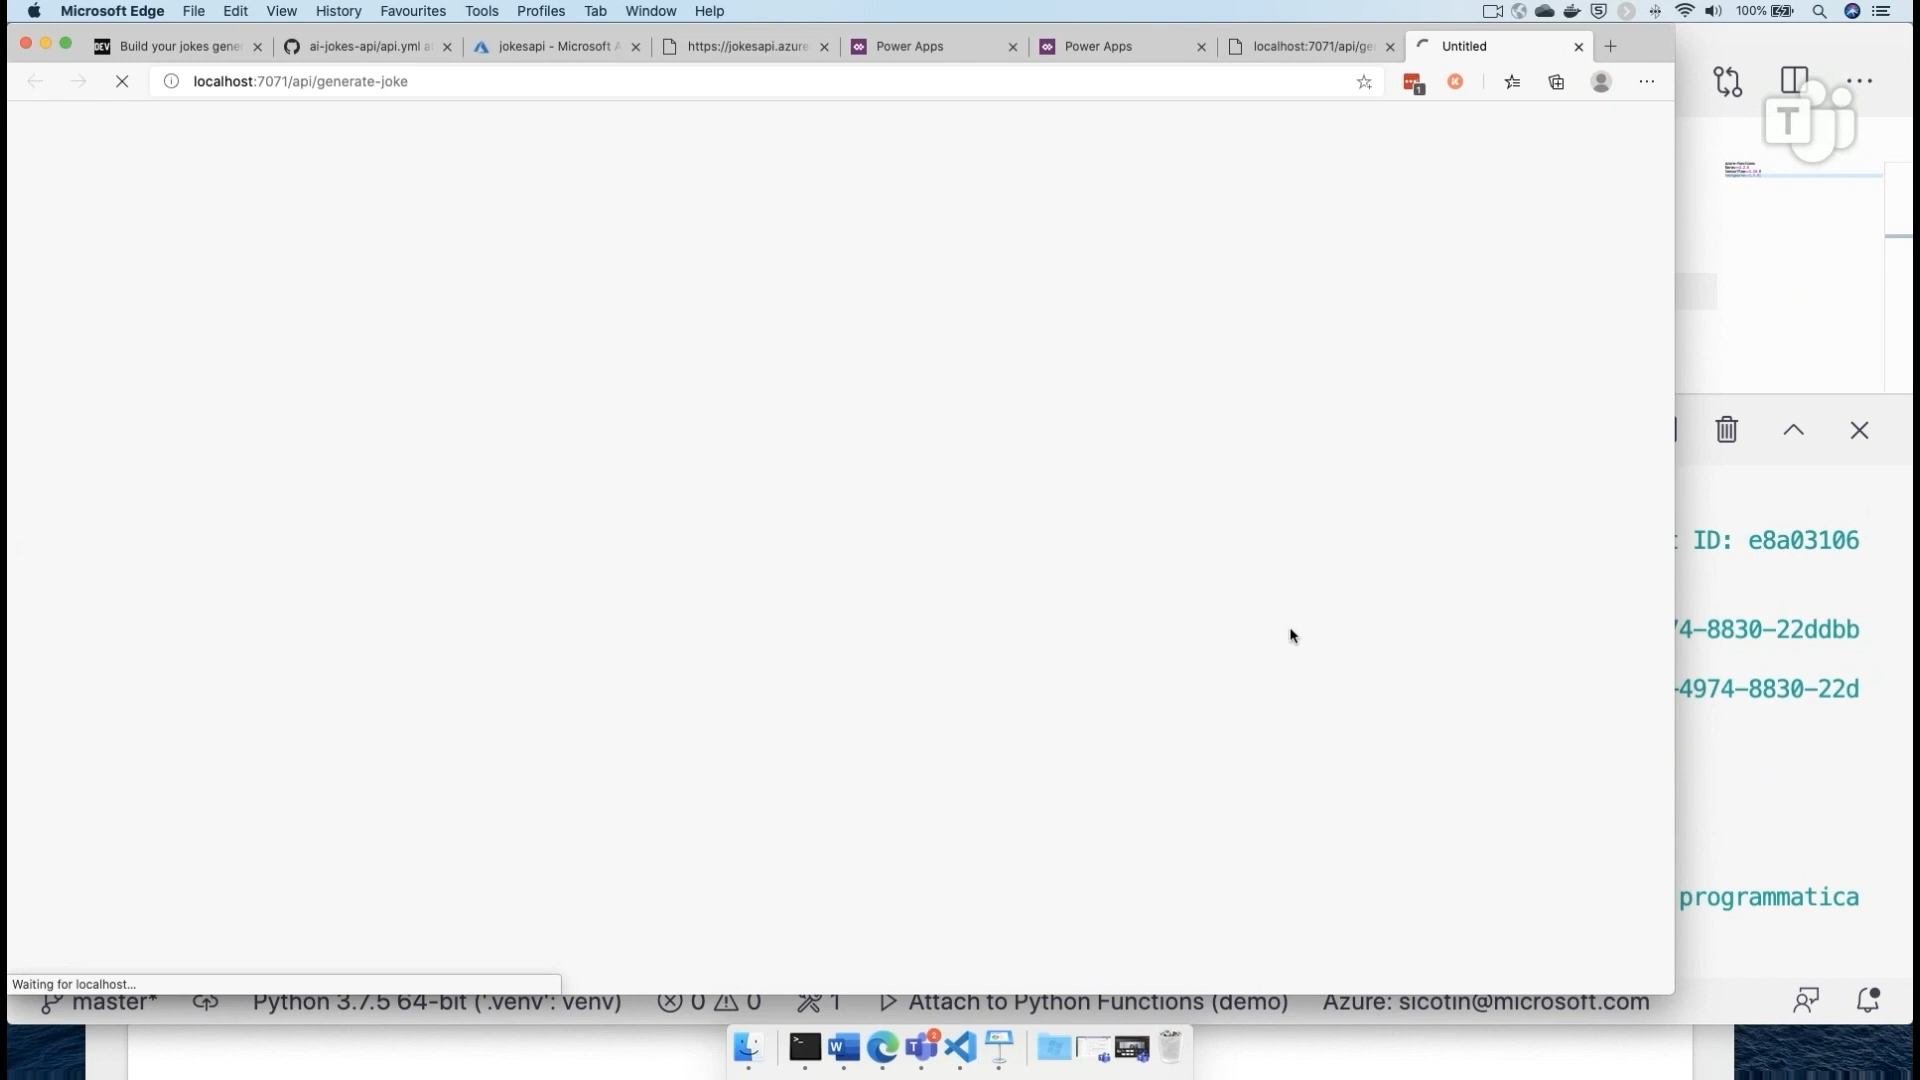 Microsoft Edge File Edit View History Favourites Tools Profiles Tab Window Help 100%
DEV Build your jokes gene ai-jokes-api/api.yml a jokesapi - Microsoft A https://jokesapi.azure Power Apps Power Apps localhost:7071/api/ge Untitled
localhost:7071/api/generate-joke
1
T
ID: e8a03106
4-8830-22ddbb
-4974-8830-22d
programmatica
Waiting for localhost...
master* Python 3.7.5 64-bit ('.venv': venv) 0 0 1 Attach to Python Functions (demo) Azure: sicotin@microsoft.com
W T 2